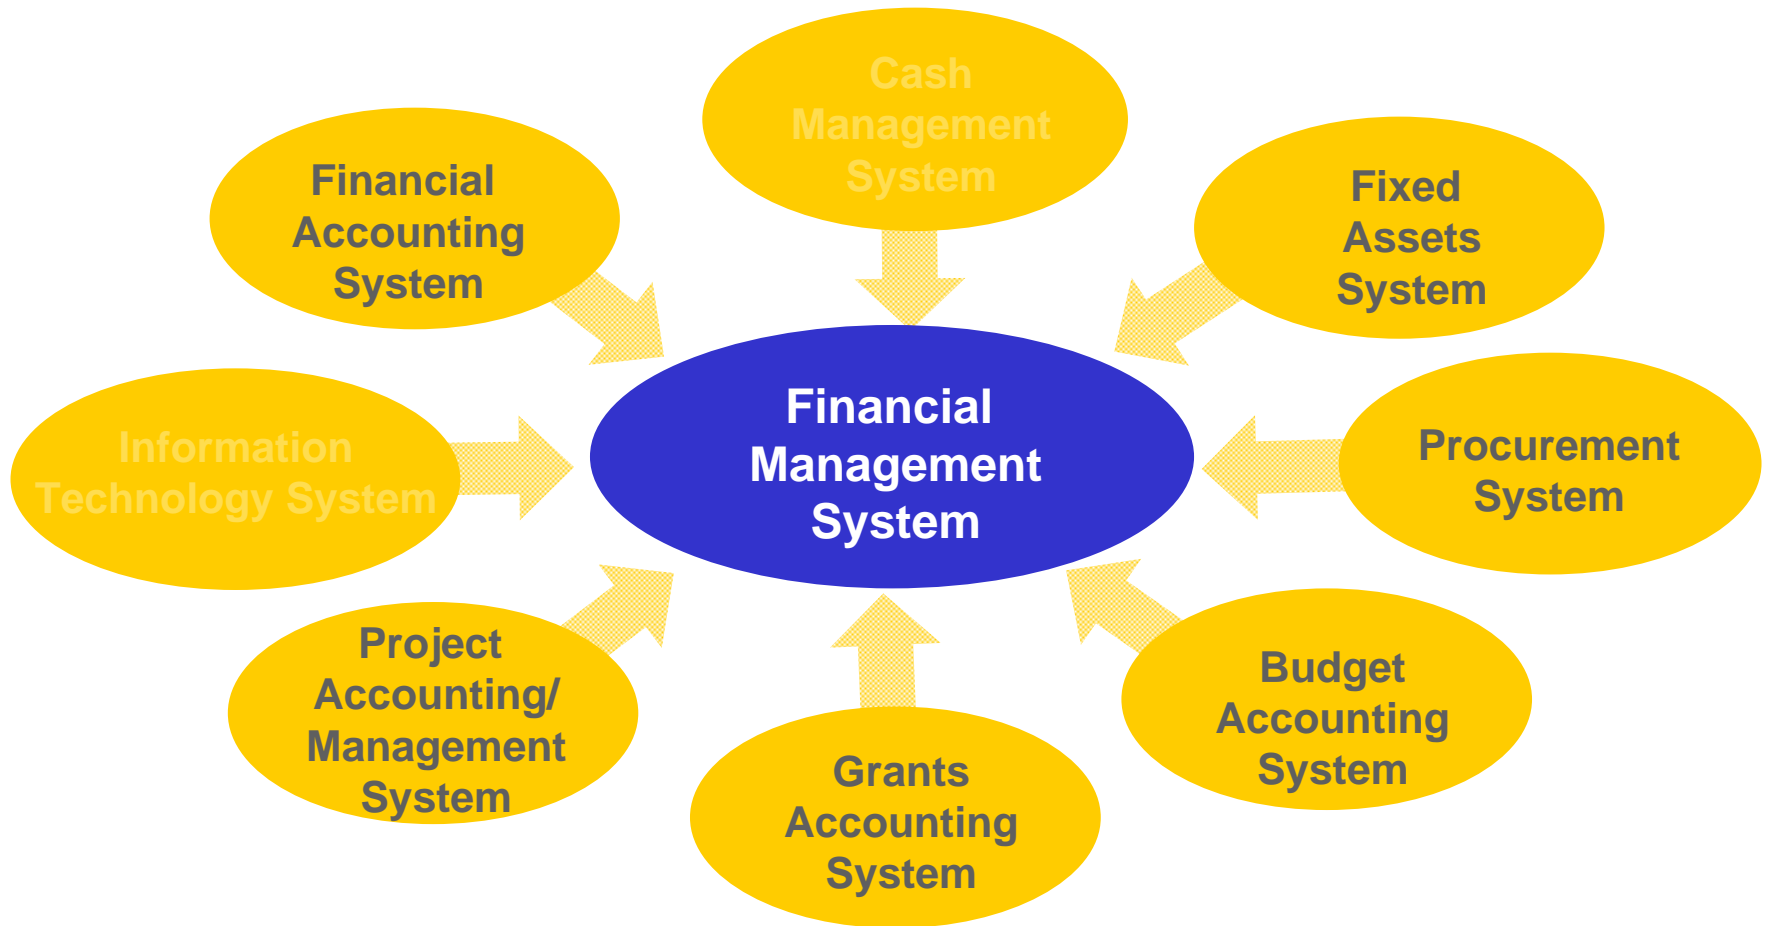 Cash
Management
System
Financial
Accounting
System
Fixed
Assets
System
Information
Technology System
Financial
Management
System
Procurement
System
Project
Accounting/
Management
System
Grants
Accounting
System
Budget
Accounting
System